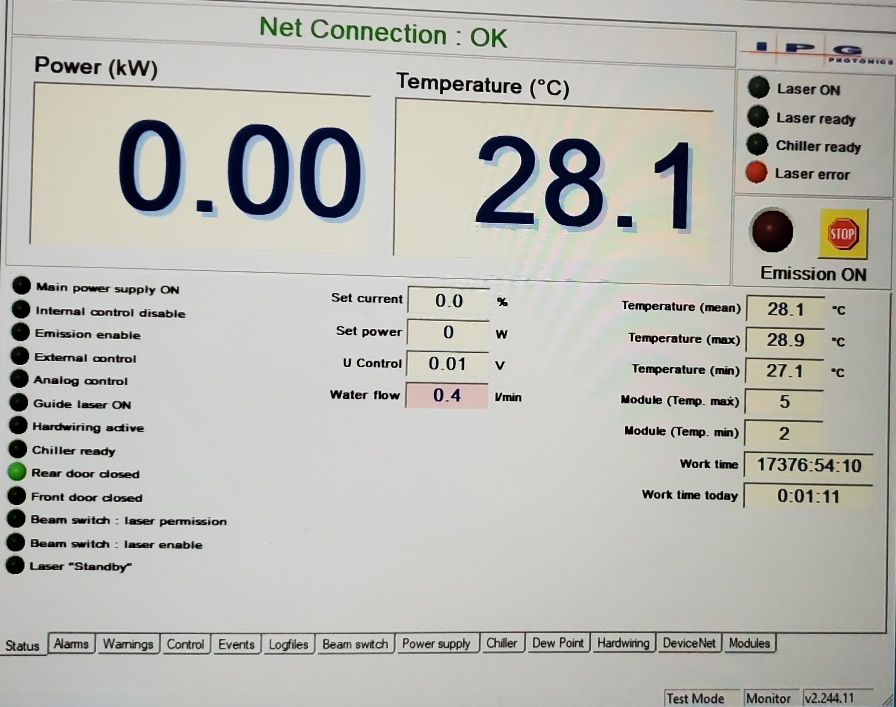 Net Connection : OK
IPG
PHOTONICS
Power (kW)
0.00
Temperature (°C)
28.1
Laser ON
Laser ready
Chiller ready
Laser error
STOP
Emission ON
Main power supply ON
Internal control disable
Emission enable
External control
Analog control
Guide laser ON
Hardwiring active
Chiller ready
Rear door closed
Front door closed
Beam switch : laser permission
Beam switch : laser enable
Laser "Standby"
Set current 0.0 %
Set power 0 W
U Control 0.01 V
Water flow 0.4 l/min
Temperature (mean) 28.1 °C
Temperature (max) 28.9 °C
Temperature (min) 27.1 °C
Module (Temp. max) 5
Module (Temp. min) 2
Work time 17376:54:10
Work time today 0:01:11
Status Alarms Warnings Control Events Logfiles Beam switch Power supply Chiller Dew Point Hardwiring DeviceNet Modules
Test Mode Monitor v2.244.11